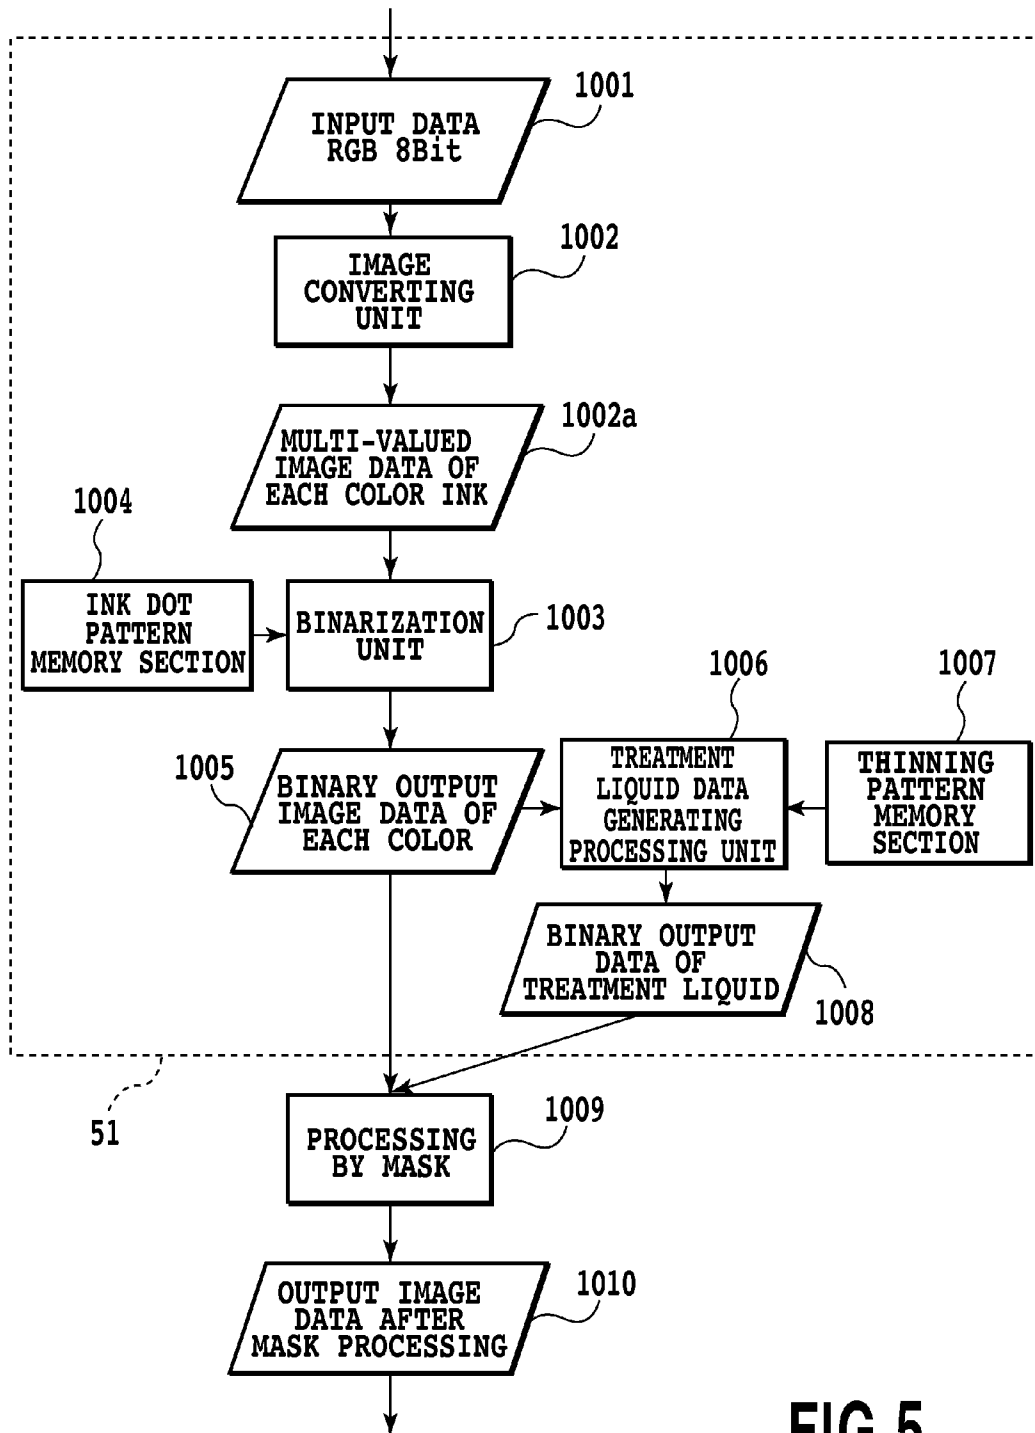 1001
INPUT DATA
RGB 8Bit
1002
IMAGE
CONVERTING
UNIT
1002a
MULTI-VALUED
IMAGE DATA OF
EACH COLOR INK
1004
INK DOT
PATTERN
MEMORY SECTION
BINARIZATION
UNIT
1003
1006
1007
1005
BINARY OUTPUT
IMAGE DATA OF
EACH COLOR
TREATMENT
LIQUID DATA
GENERATING
PROCESSING UNIT
THINNING
PATTERN
MEMORY
SECTION
BINARY OUTPUT
DATA OF
TREATMENT LIQUID
1008
51
1009
PROCESSING
BY MASK
1010
OUTPUT IMAGE
DATA AFTER
MASK PROCESSING
FIG.5